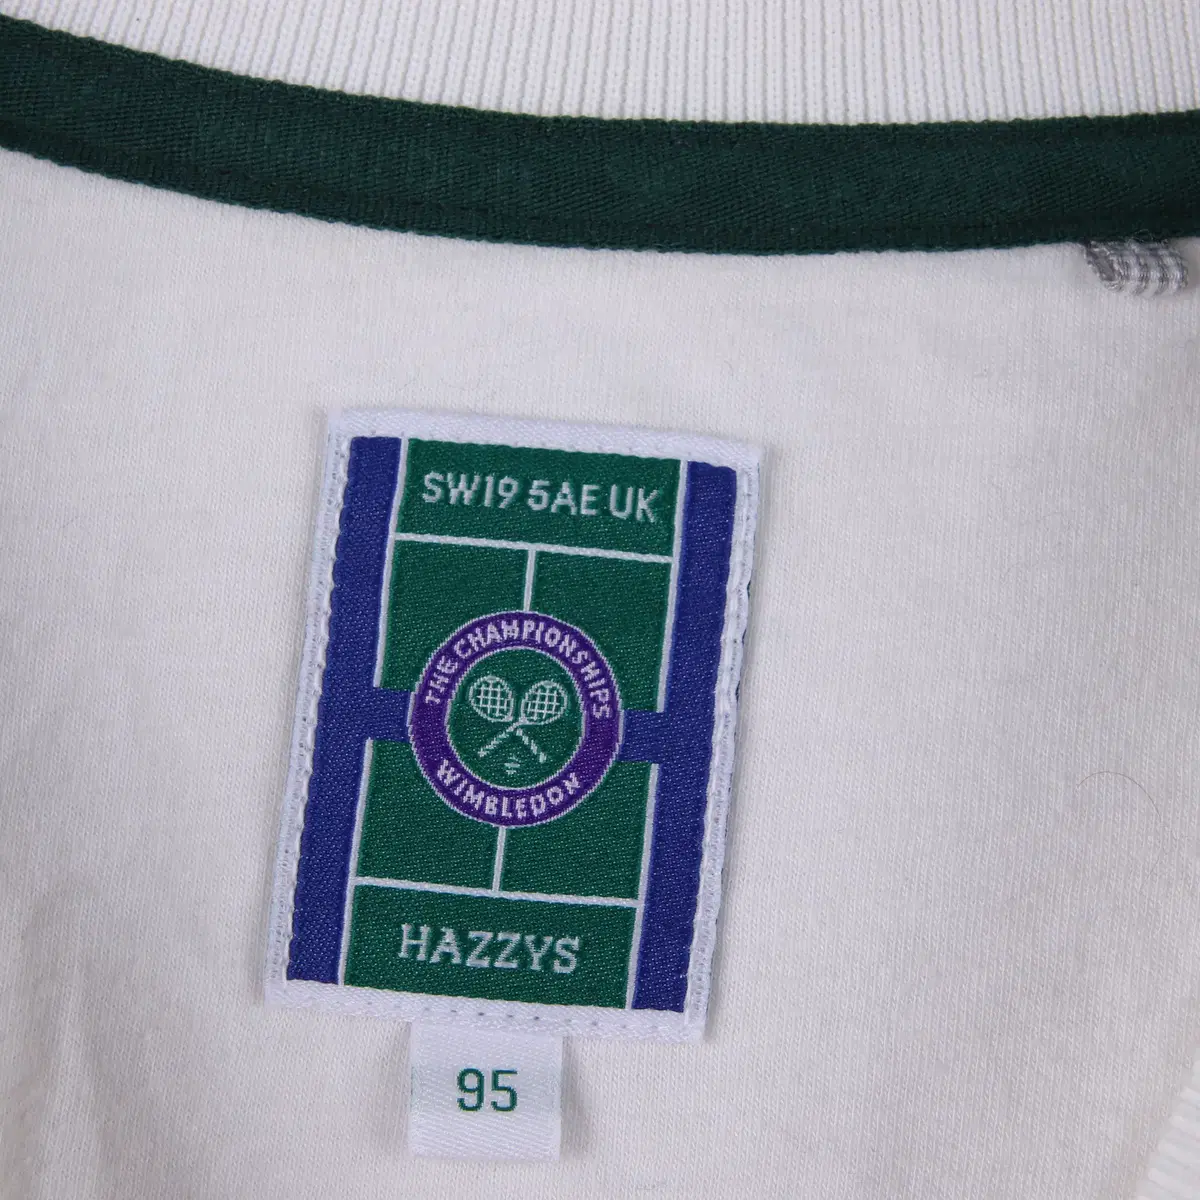 SW19 5AE UK
THE CHAMPIONSHIPS
WIMBLEDON
HAZZYS
95